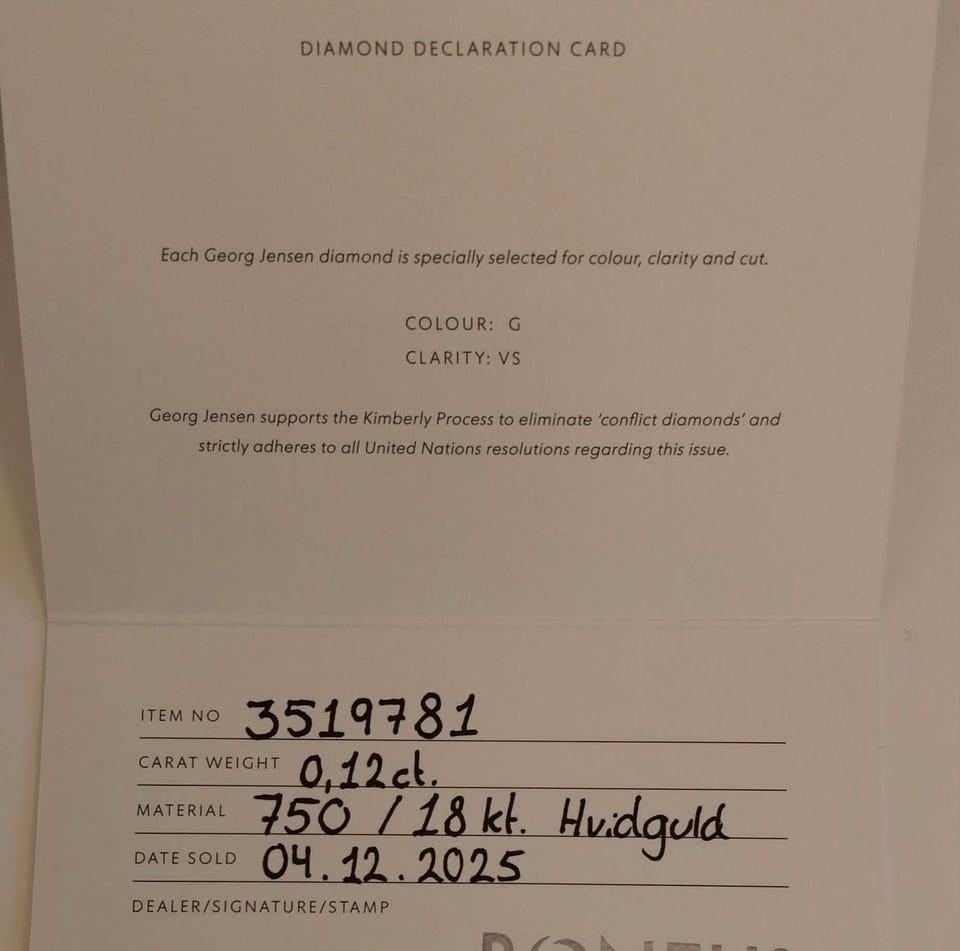 DIAMOND DECLARATION CARD
Each Georg Jensen diamond is specially selected for colour, clarity and cut.
COLOUR: G
CLARITY: VS
Georg Jensen supports the Kimberly Process to eliminate ‘conflict diamonds’ and
strictly adheres to all United Nations resolutions regarding this issue.
ITEM NO 3519781
CARAT WEIGHT 0,12ct.
MATERIAL 750 / 18 kt. Hvidguld
DATE SOLD 04.12.2025
DEALER/SIGNATURE/STAMP